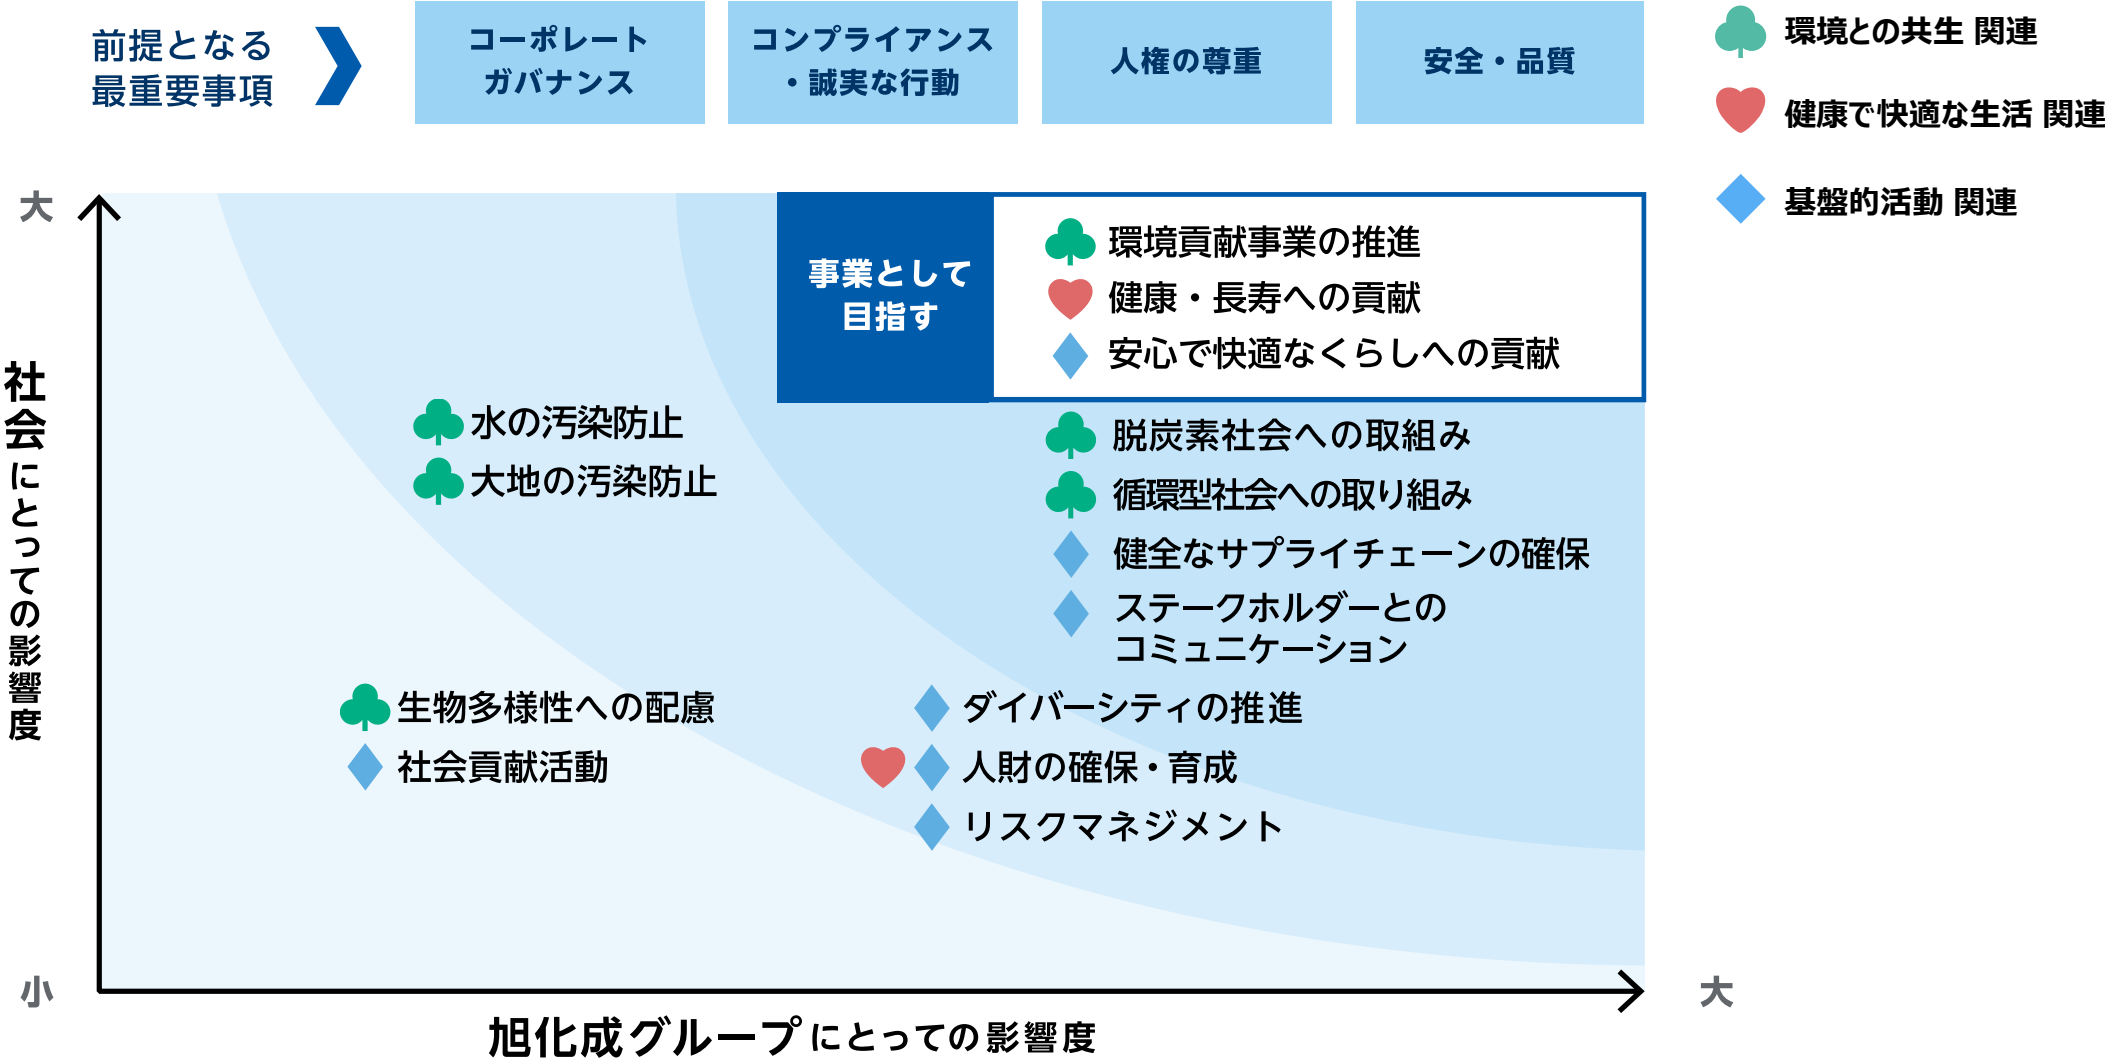 前提となる
最重要事項
コーポレート
ガバナンス
コンプライアンス
・誠実な行動
人権の尊重
安全・品質
環境との共生 関連
健康で快適な生活 関連
基盤的活動 関連
大
社会にとっての影響度
小
事業として
目指す
環境貢献事業の推進
健康・長寿への貢献
安心で快適なくらしへの貢献
水の汚染防止
大地の汚染防止
脱炭素社会への取組み
循環型社会への取り組み
健全なサプライチェーンの確保
ステークホルダーとの
コミュニケーション
生物多様性への配慮
社会貢献活動
ダイバーシティの推進
人財の確保・育成
リスクマネジメント
大
旭化成グループにとっての影響度